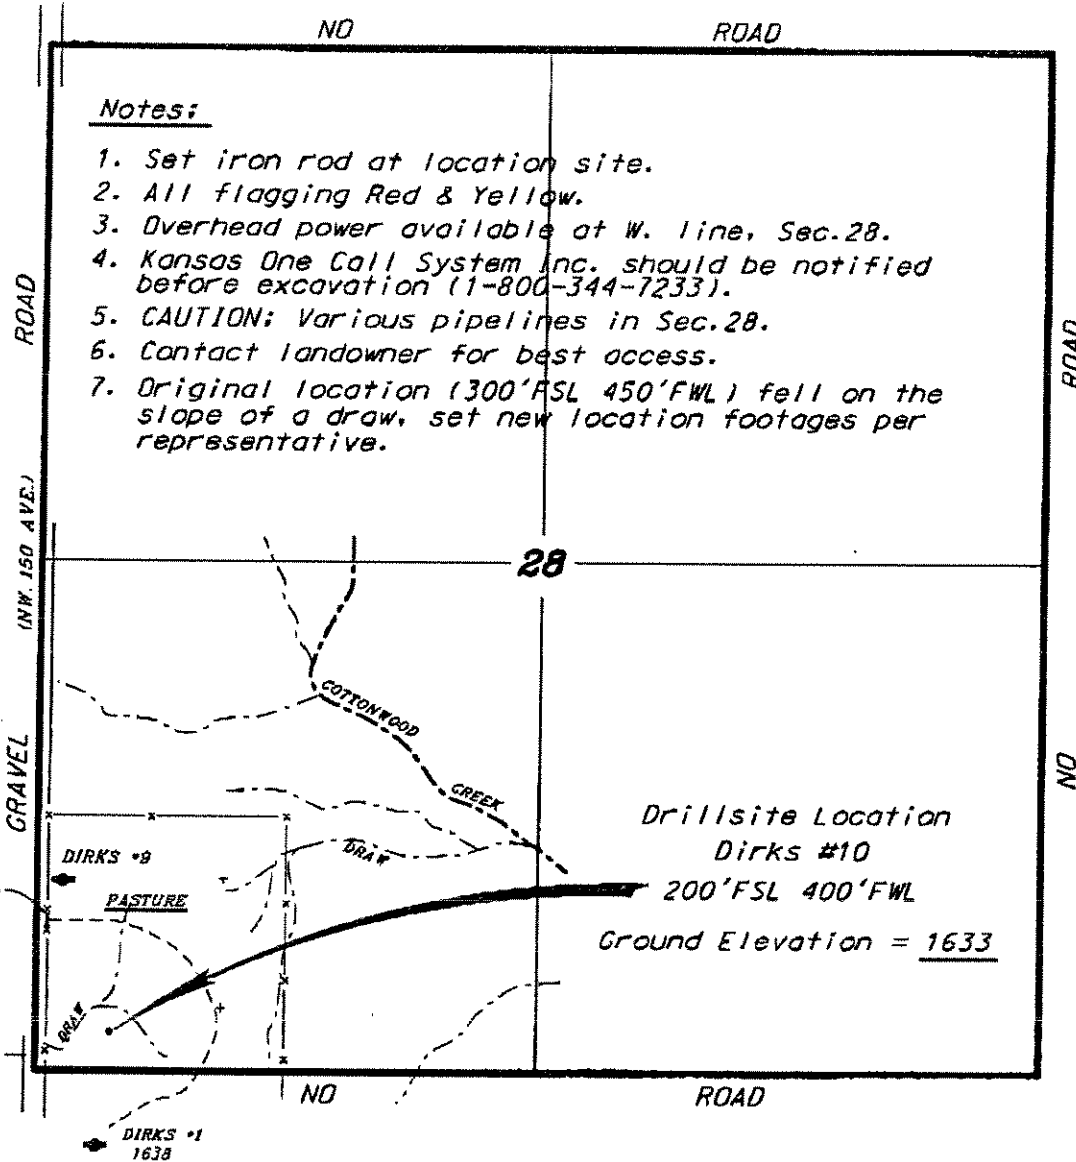 NO ROAD
Notes:
1. Set iron rod at location site.
2. All flagging Red & Yellow.
3. Overhead power available at W. line, Sec.28.
4. Kansas One Call System Inc. should be notified
before excavation (1-800-344-7233).
5. CAUTION: Various pipelines in Sec.28.
6. Contact landowner for best access.
7. Original location (300'FSL 450'FWL) fell on the
slope of a draw, set new location footages per
representative.
GRAVEL (NW. 150 AVE.) ROAD
NO ROAD
28
COTTONWOOD
CREEK
DRAW
DIRKS #9
PASTURE
DRAW
Drillsite Location
Dirks #10
200'FSL 400'FWL
Ground Elevation = 1633
NO ROAD
DIRKS #1
1638